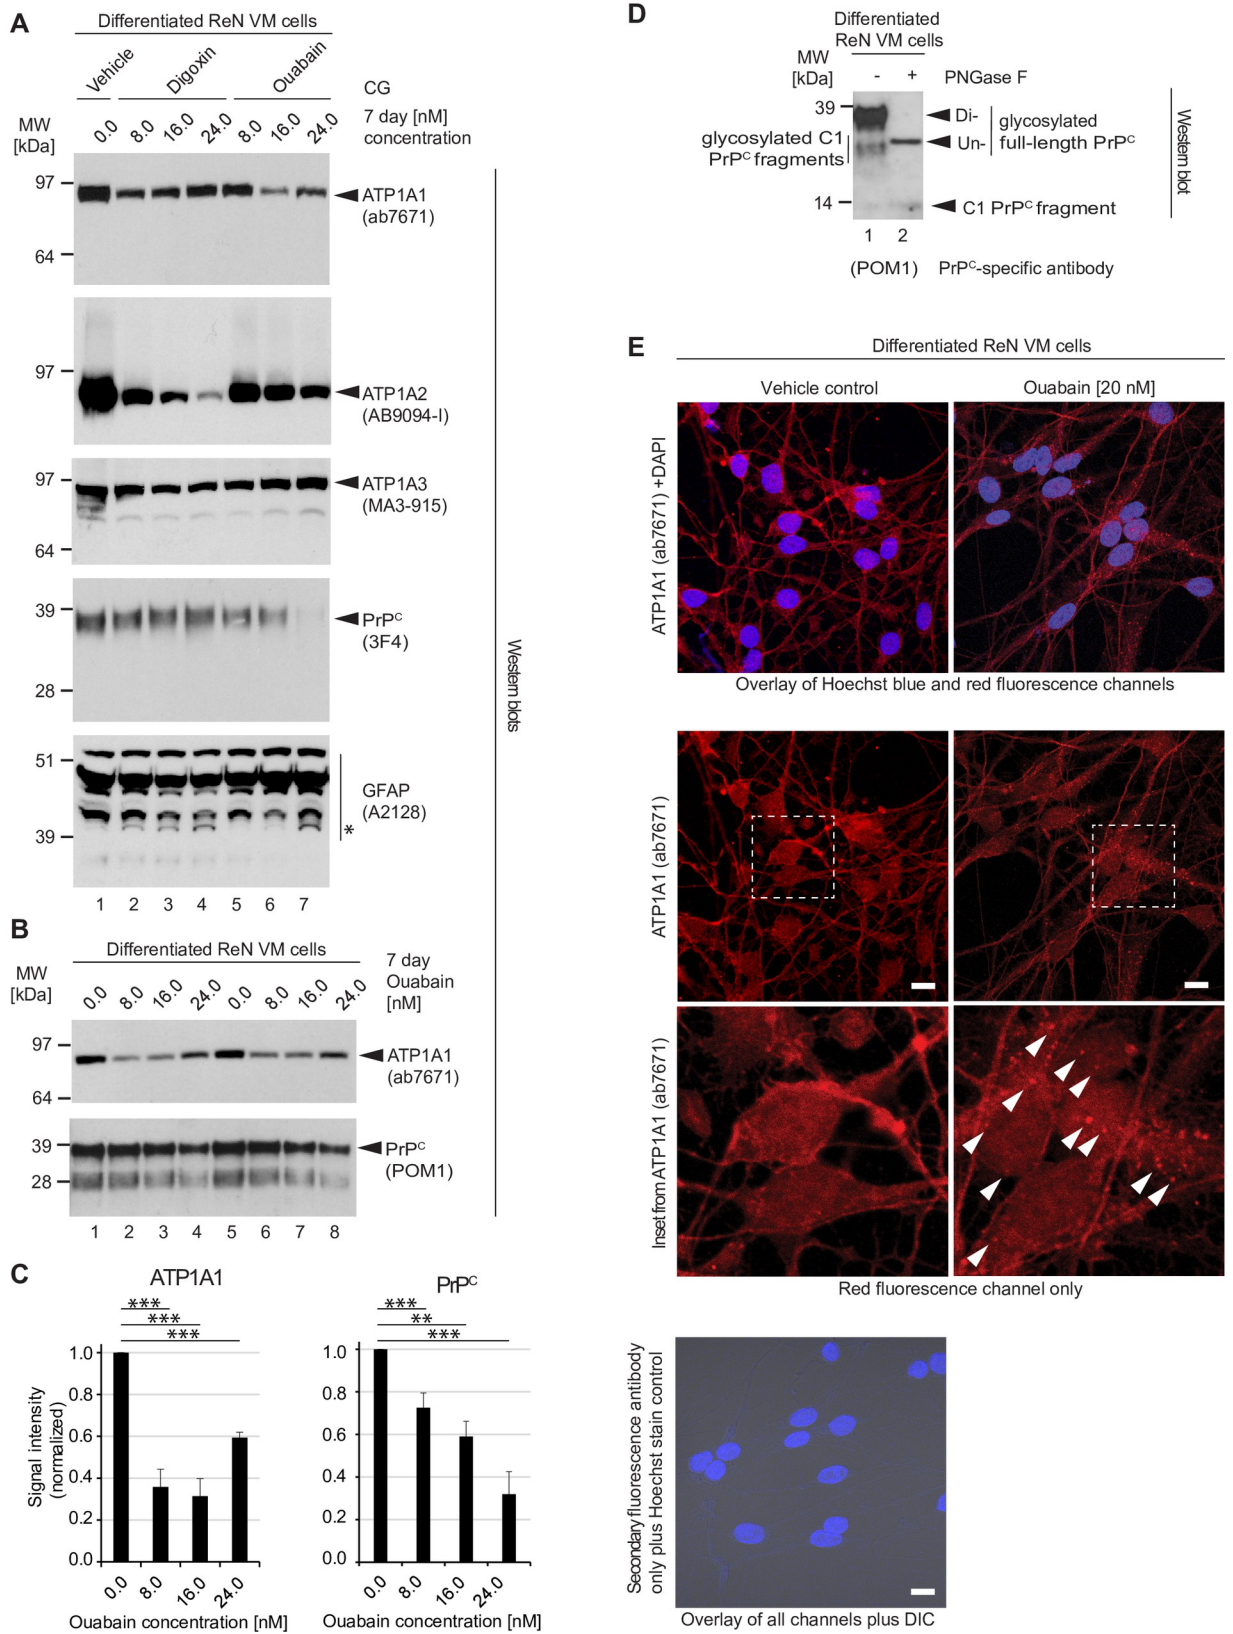 A
Differentiated ReN VM cells
Vehicle
Digoxin
Ouabain
CG
MW
[kDa]
0.0
8.0
16.0
24.0
8.0
16.0
24.0
7 day [nM]
concentration
97
64
ATP1A1
(ab7671)
97
ATP1A2
(AB9094-I)
97
64
ATP1A3
(MA3-915)
39
28
PrPC
(3F4)
51
39
GFAP
(A2128)
*
1 2 3 4 5 6 7
Western blots
B
Differentiated ReN VM cells
MW
[kDa]
0.0
8.0
16.0
24.0
0.0
8.0
16.0
24.0
7 day
Ouabain
[nM]
97
64
ATP1A1
(ab7671)
39
28
PrPC
(POM1)
1 2 3 4 5 6 7 8
C
ATP1A1
***
***
***
Signal intensity
(normalized)
1.0
0.8
0.6
0.4
0.2
0.0
0.0
8.0
16.0
24.0
Ouabain concentration [nM]
PrPC
***
**
***
1.0
0.8
0.6
0.4
0.2
0.0
0.0
8.0
16.0
24.0
Ouabain concentration [nM]
D
Differentiated
ReN VM cells
MW
[kDa]
- + PNGase F
39
14
glycosylated C1
PrPC fragments
Di-
Un-
glycosylated
full-length PrPC
C1 PrPC fragment
1 2
(POM1) PrPC-specific antibody
Western blot
E
Differentiated ReN VM cells
Vehicle control
Ouabain [20 nM]
ATP1A1 (ab7671) +DAPI
Overlay of Hoechst blue and red fluorescence channels
ATP1A1 (ab7671)
Inset from ATP1A1 (ab7671)
Red fluorescence channel only
Secondary fluorescence antibody
only plus Hoechst stain control
Overlay of all channels plus DIC